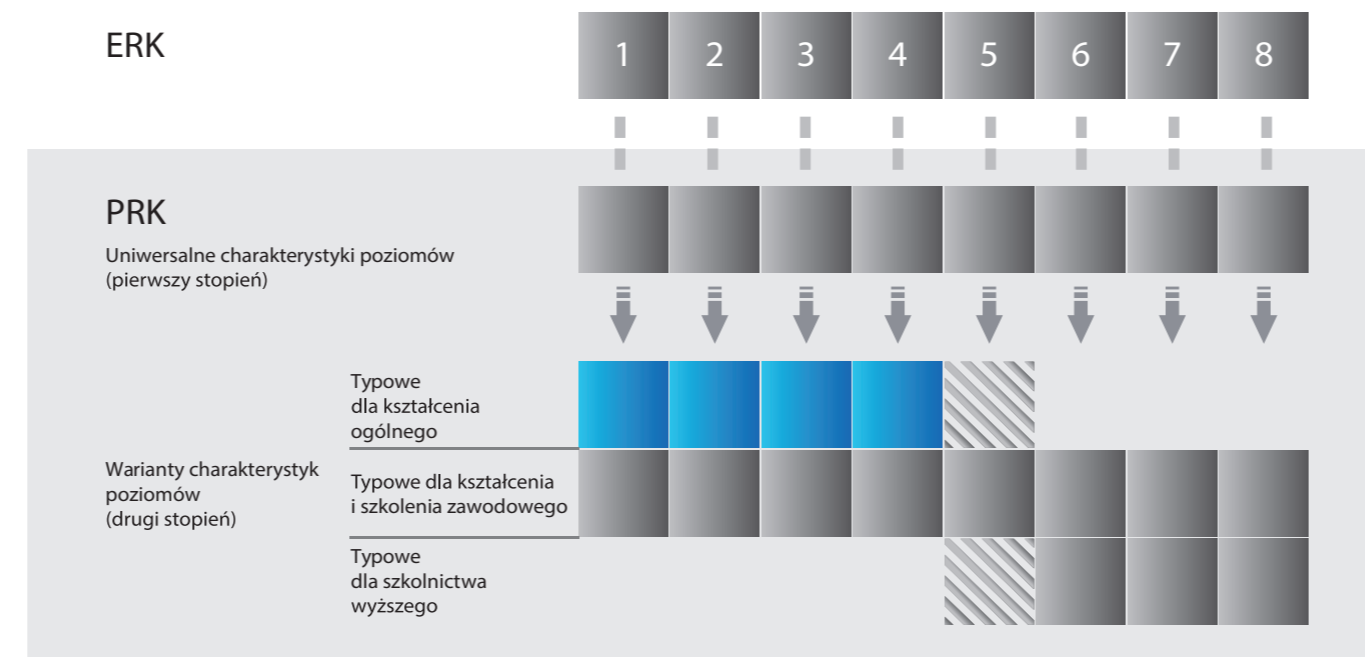 ERK
1 2 3 4 5 6 7 8
PRK
Uniwersalne charakterystyki poziomów
(pierwszy stopień)
Typowe
dla kształcenia
ogólnego
Warianty charakterystyk
poziomów
(drugi stopień)
Typowe dla kształcenia
i szkolenia zawodowego
Typowe
dla szkolnictwa
wyższego